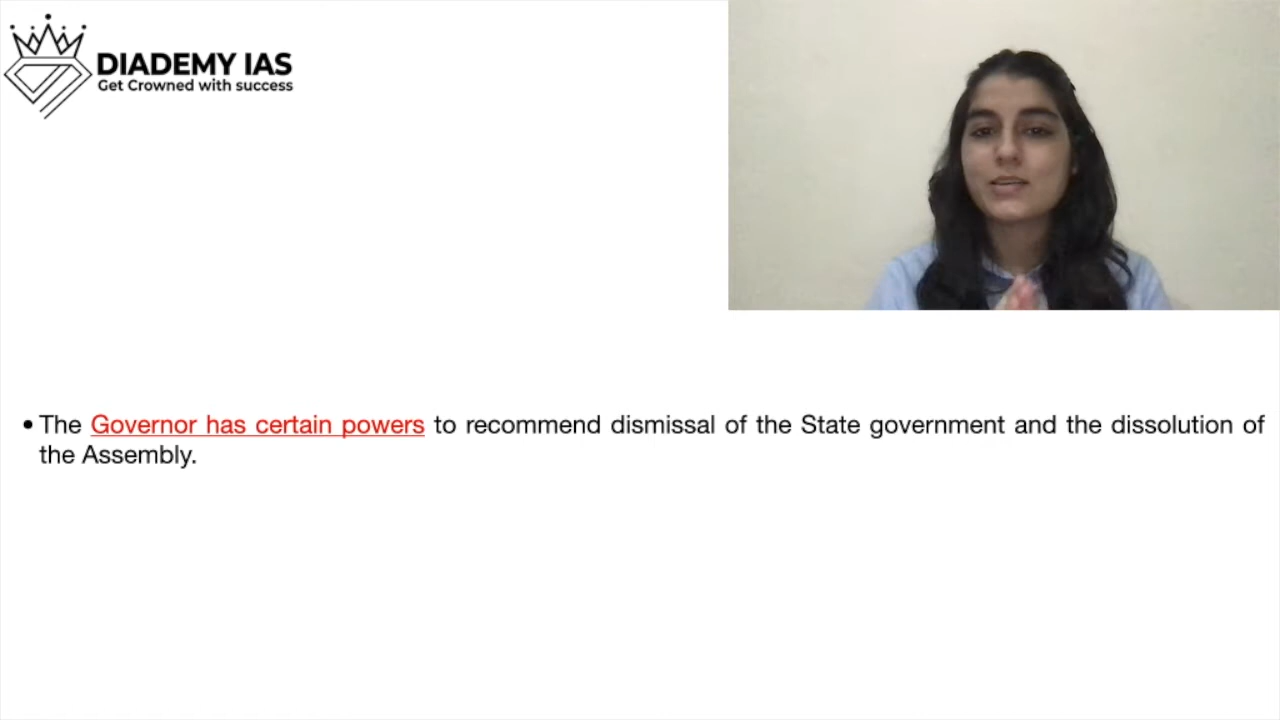 DIADEMY IAS
Get Crowned with success
• The Governor has certain powers to recommend dismissal of the State government and the dissolution of
the Assembly.